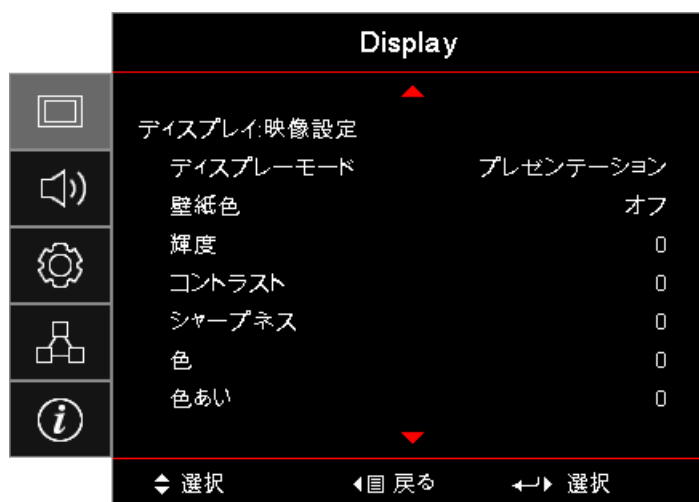 Display
ディスプレイ:映像設定
ディスプレーモード プレゼンテーション
壁紙色 オフ
輝度 0
コントラスト 0
シャープネス 0
色 0
色あい 0
選択 戻る 選択